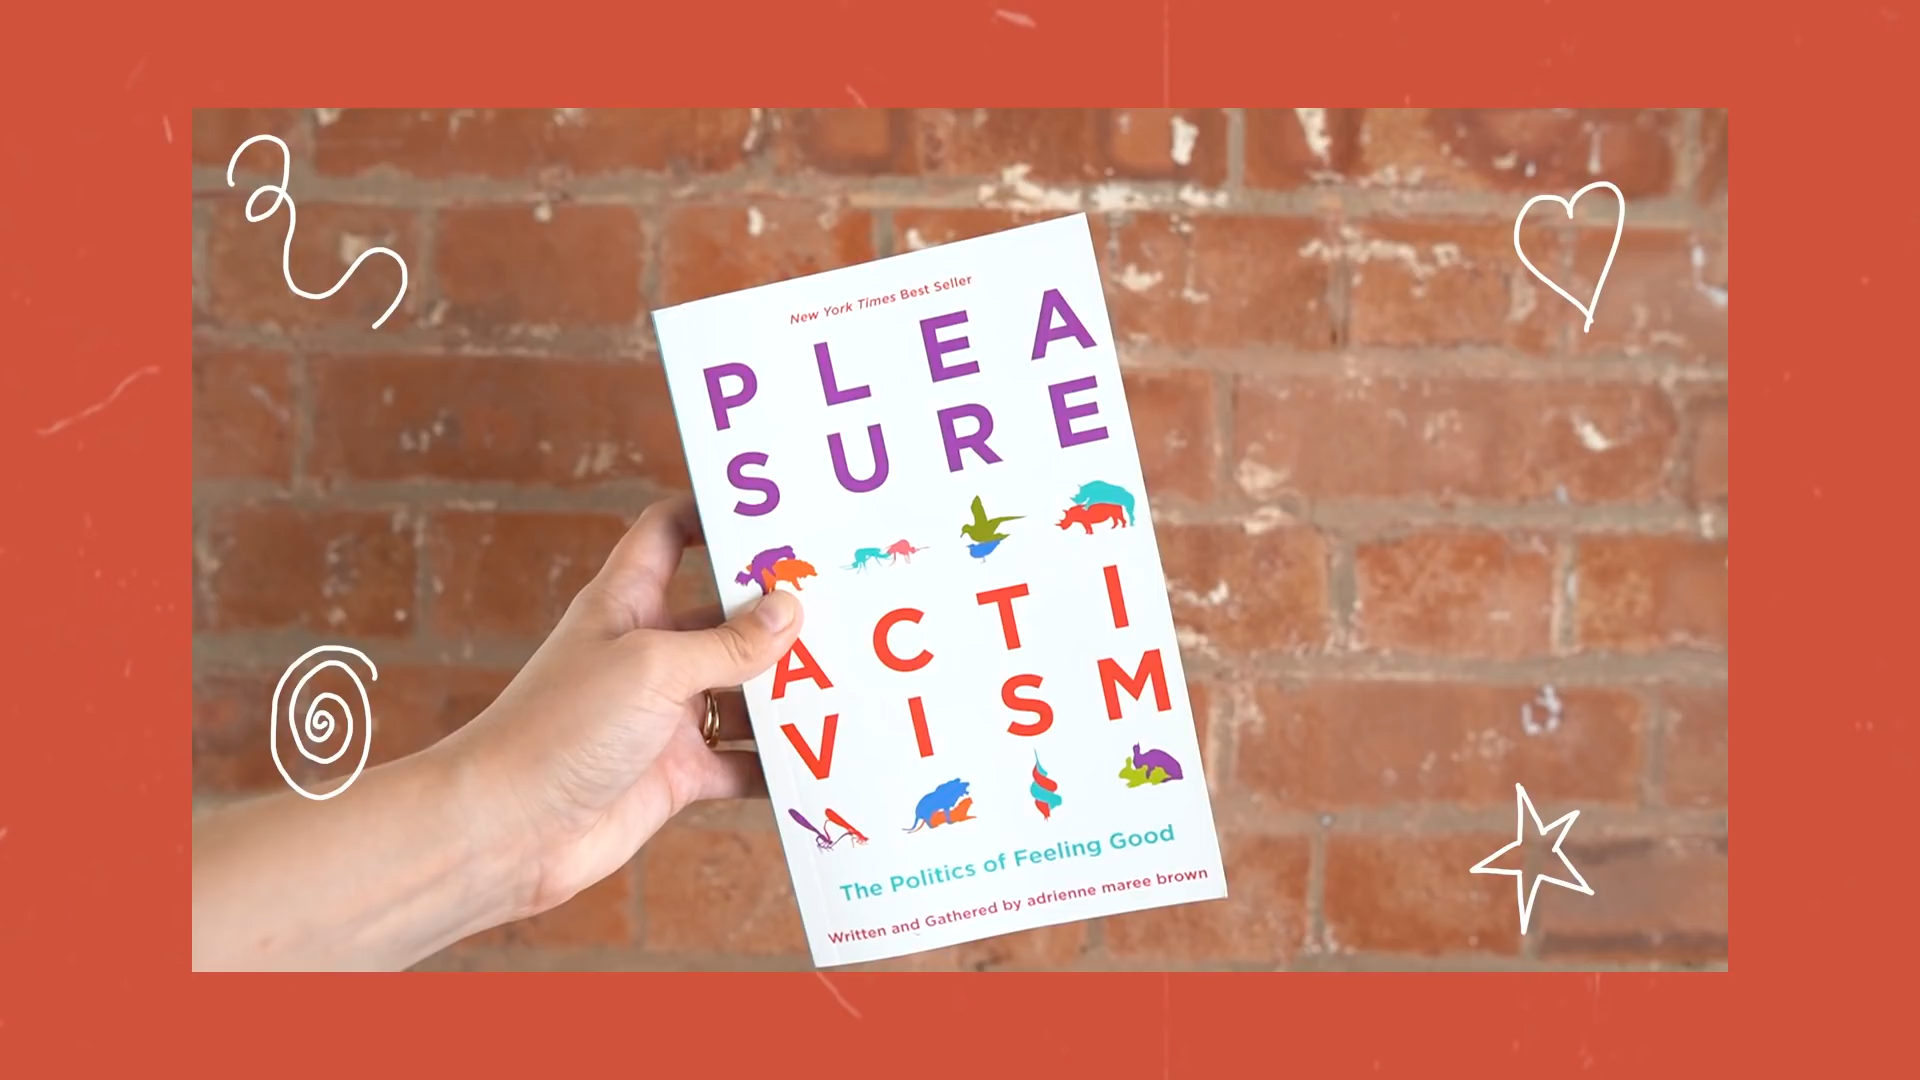 New York Times Best Seller
PLEA
SURE
ACTI
VISM
The Politics of Feeling Good
Written and Gathered by adrienne maree brown